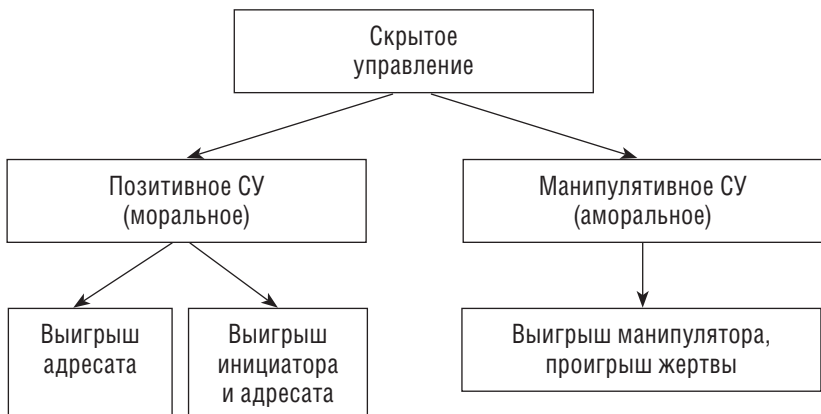 Скрытое
управление
Позитивное СУ
(моральное)
Манипулятивное СУ
(аморальное)
Выигрыш
адресата
Выигрыш
инициатора
и адресата
Выигрыш манипулятора,
проигрыш жертвы